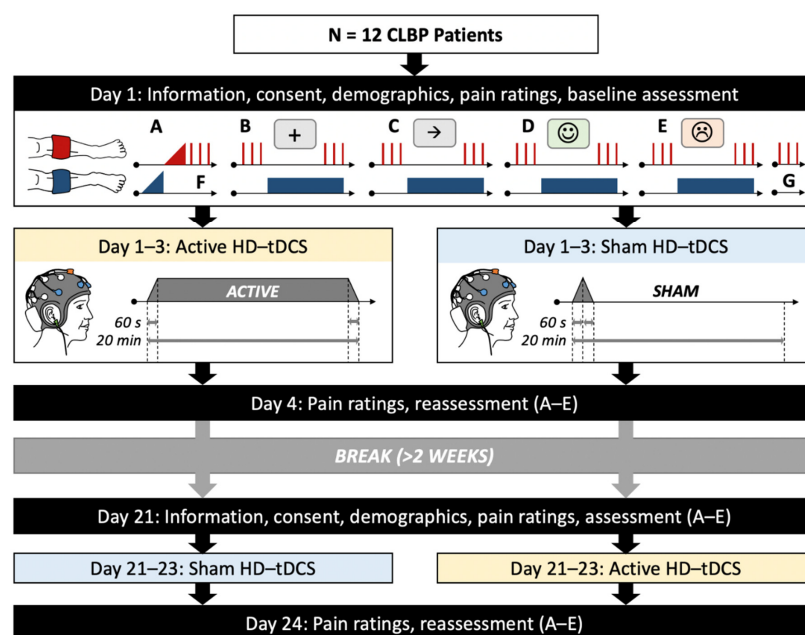 N = 12 CLBP Patients
Day 1: Information, consent, demographics, pain ratings, baseline assessment
A B C D E
F G
Day 1–3: Active HD–tDCS
ACTIVE
60 s
20 min
Day 1–3: Sham HD–tDCS
SHAM
60 s
20 min
Day 4: Pain ratings, reassessment (A–E)
BREAK (>2 WEEKS)
Day 21: Information, consent, demographics, pain ratings, assessment (A–E)
Day 21–23: Sham HD–tDCS
Day 21–23: Active HD–tDCS
Day 24: Pain ratings, reassessment (A–E)